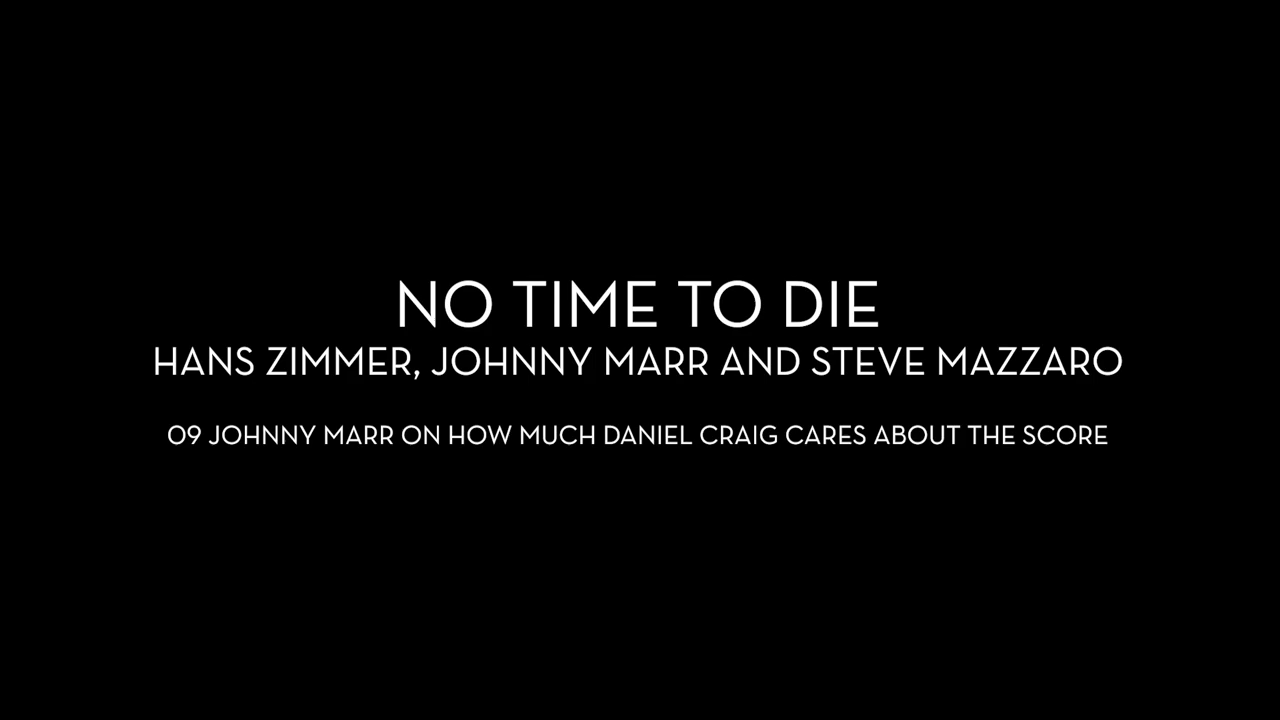 NO TIME TO DIE
HANS ZIMMER, JOHNNY MARR AND STEVE MAZZARO
09 JOHNNY MARR ON HOW MUCH DANIEL CRAIG CARES ABOUT THE SCORE